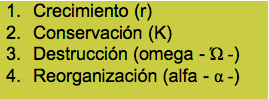 1. Crecimiento (r)
2. Conservación (K)
3. Destrucción (omega - Ώ -)
4. Reorganización (alfa - α -)